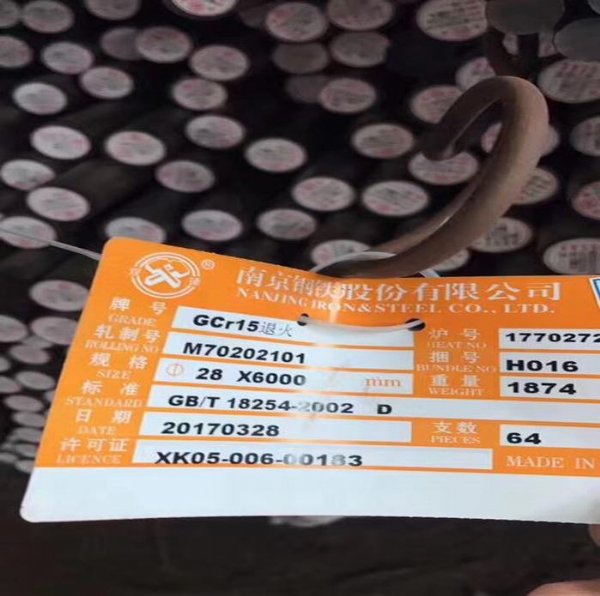 ®
南京钢铁股份有限公司
NANJING IRON & STEEL CO., LTD.
牌 号 GCr15退火 炉 号 1770272
GRADE HEAT NO
轧制号 M70202101 捆 号 H016
ROLLING NO BUNDLE NO
规 格 Φ 28 X6000 mm 重 量 1874
SIZE WEIGHT
标 准 GB/T 18254-2002 D
STANDARD
日 期 20170328 支数 64
DATE PIECES
许可证 XK05-006-00183 MADE IN
LICENCE